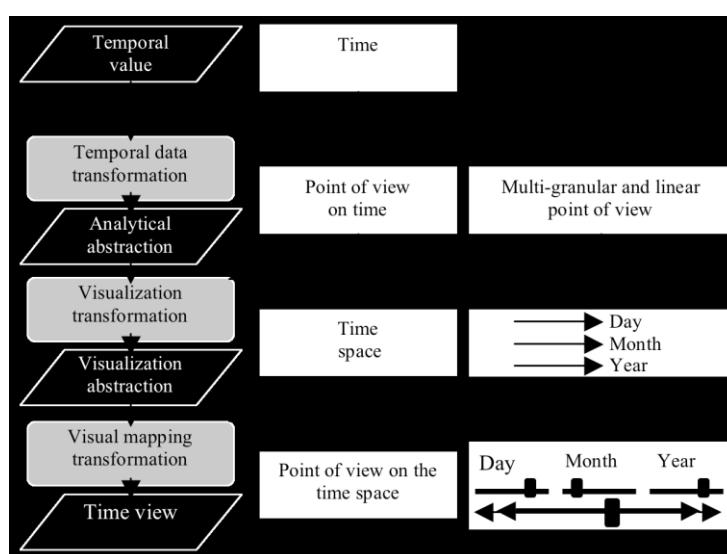 Temporal
value
Time
Temporal data
transformation
Analytical
abstraction
Point of view
on time
Multi-granular and linear
point of view
Visualization
transformation
Visualization
abstraction
Time
space
Day
Month
Year
Visual mapping
transformation
Time view
Point of view on the
time space
Day Month Year